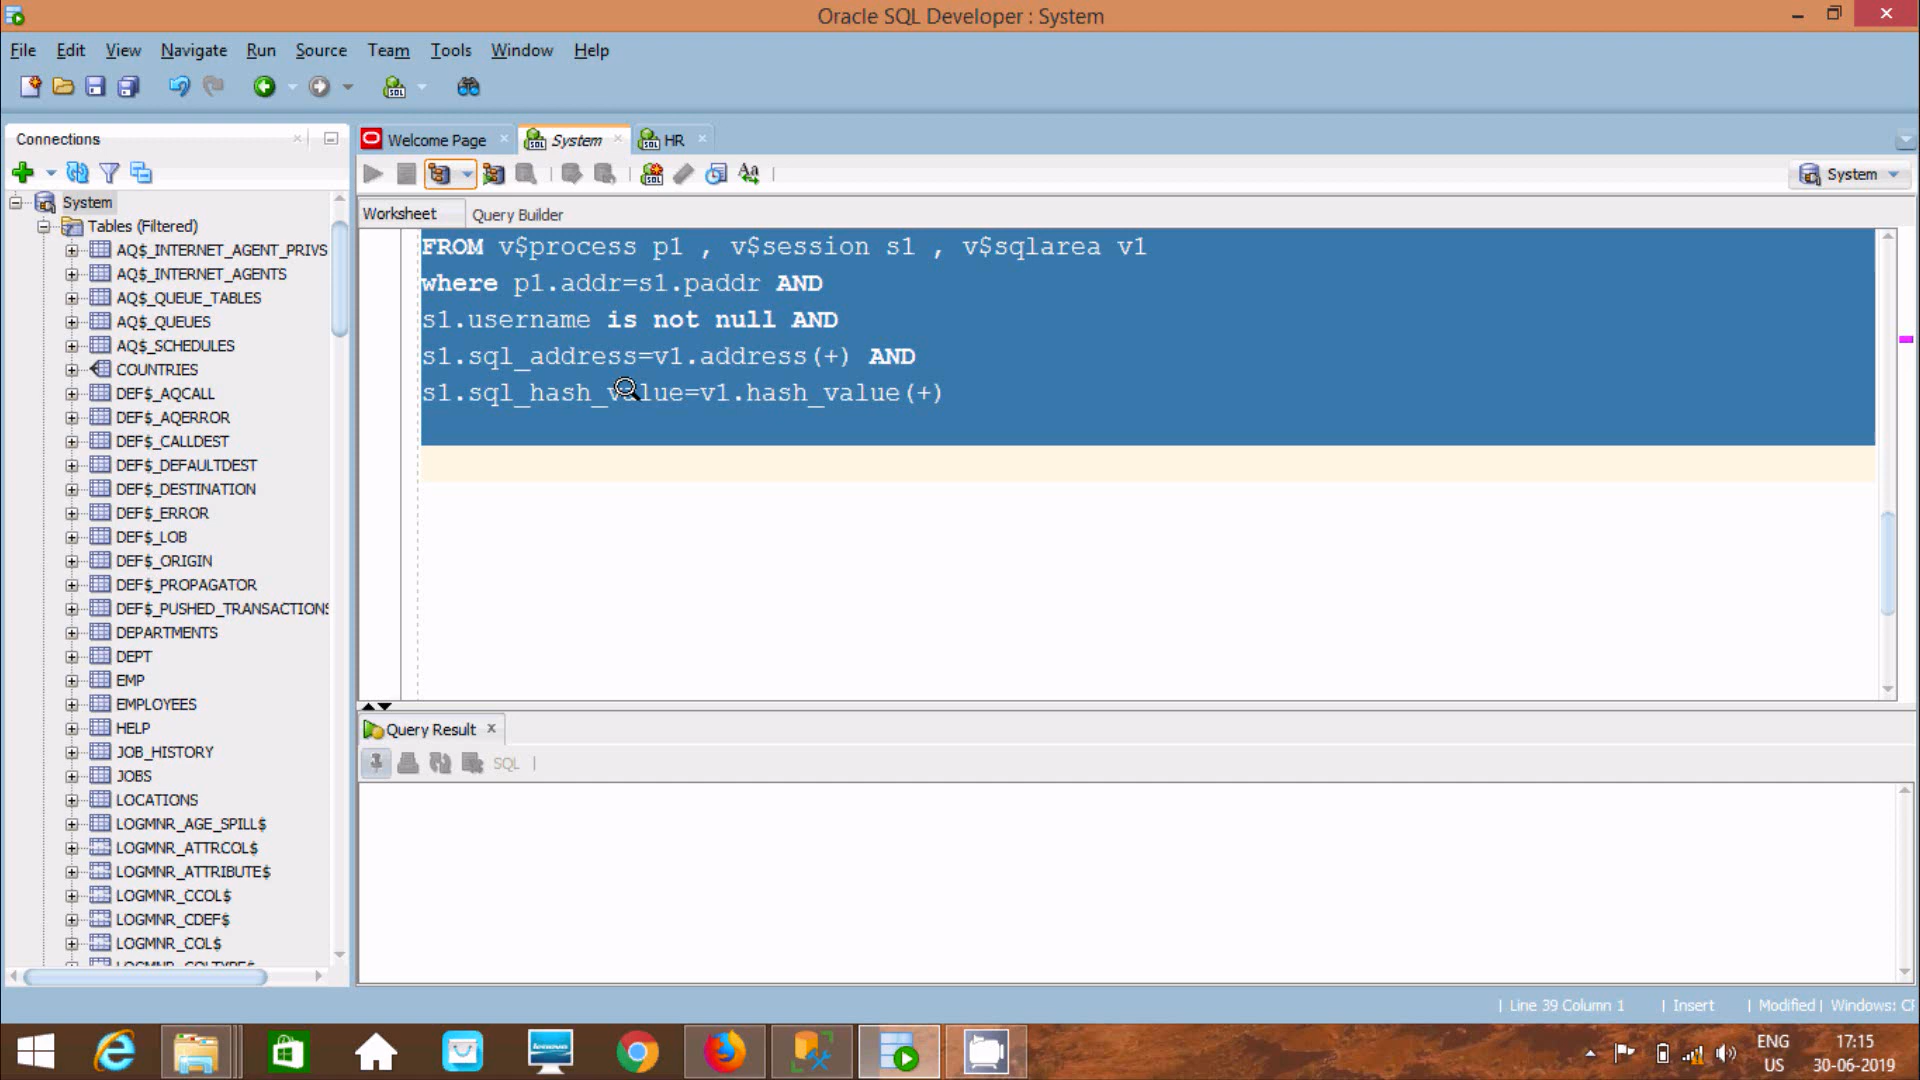 Oracle SQL Developer : System
File Edit View Navigate Run Source Team Tools Window Help
SQL
Connections
Welcome Page
System
HR
System
Worksheet
Query Builder
FROM v$process p1 , v$session s1 , v$sqlarea v1
where p1.addr=s1.paddr AND
s1.username is not null AND
s1.sql_address=v1.address(+) AND
s1.sql_hash_value=v1.hash_value(+)
System
Tables (Filtered)
AQ$_INTERNET_AGENT_PRIVS
AQ$_INTERNET_AGENTS
AQ$_QUEUE_TABLES
AQ$_QUEUES
AQ$_SCHEDULES
COUNTRIES
DEF$_AQCALL
DEF$_AQERROR
DEF$_CALLDEST
DEF$_DEFAULTDEST
DEF$_DESTINATION
DEF$_ERROR
DEF$_LOB
DEF$_ORIGIN
DEF$_PROPAGATOR
DEF$_PUSHED_TRANSACTIONS
DEPARTMENTS
DEPT
EMP
EMPLOYEES
HELP
JOB_HISTORY
JOBS
LOCATIONS
LOGMNR_AGE_SPILL$
LOGMNR_ATTRCOL$
LOGMNR_ATTRIBUTE$
LOGMNR_CCOL$
LOGMNR_CDEF$
LOGMNR_COL$
LOGMNR_COLTYPE$
Query Result
SQL
Line 39 Column 1
Insert
Modified
Windows: CF
ENG
US
17:15
30-06-2019